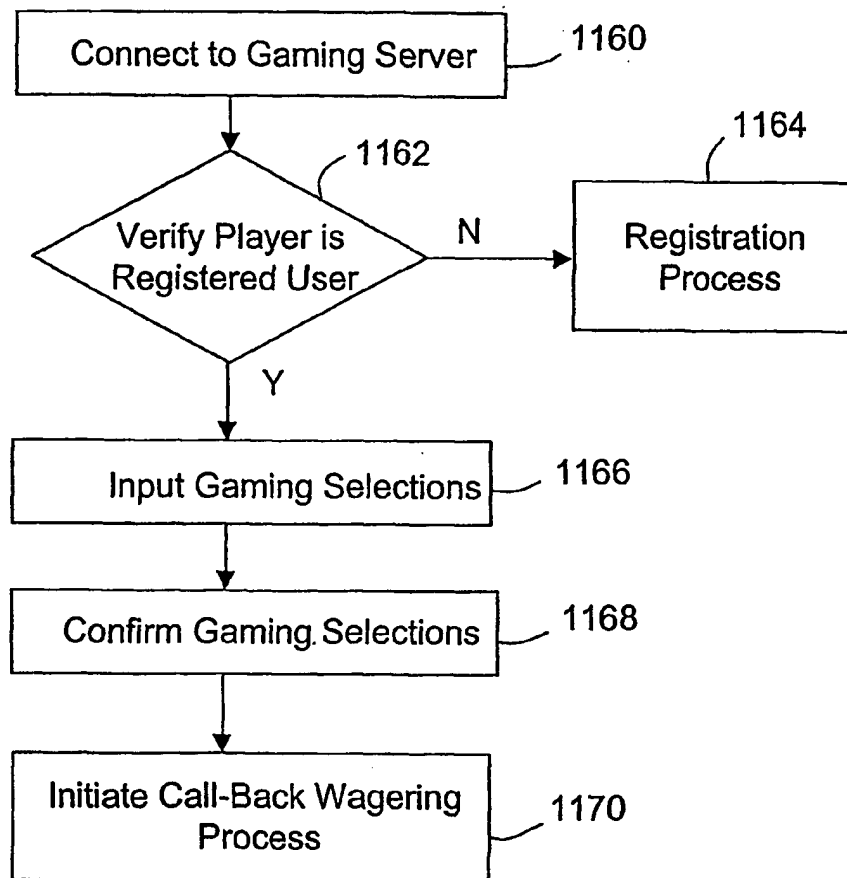 Connect to Gaming Server
1160
1162
1164
Verify Player is
Registered User
N
Registration
Process
Y
Input Gaming Selections
1166
Confirm Gaming Selections
1168
Initiate Call-Back Wagering
Process
1170